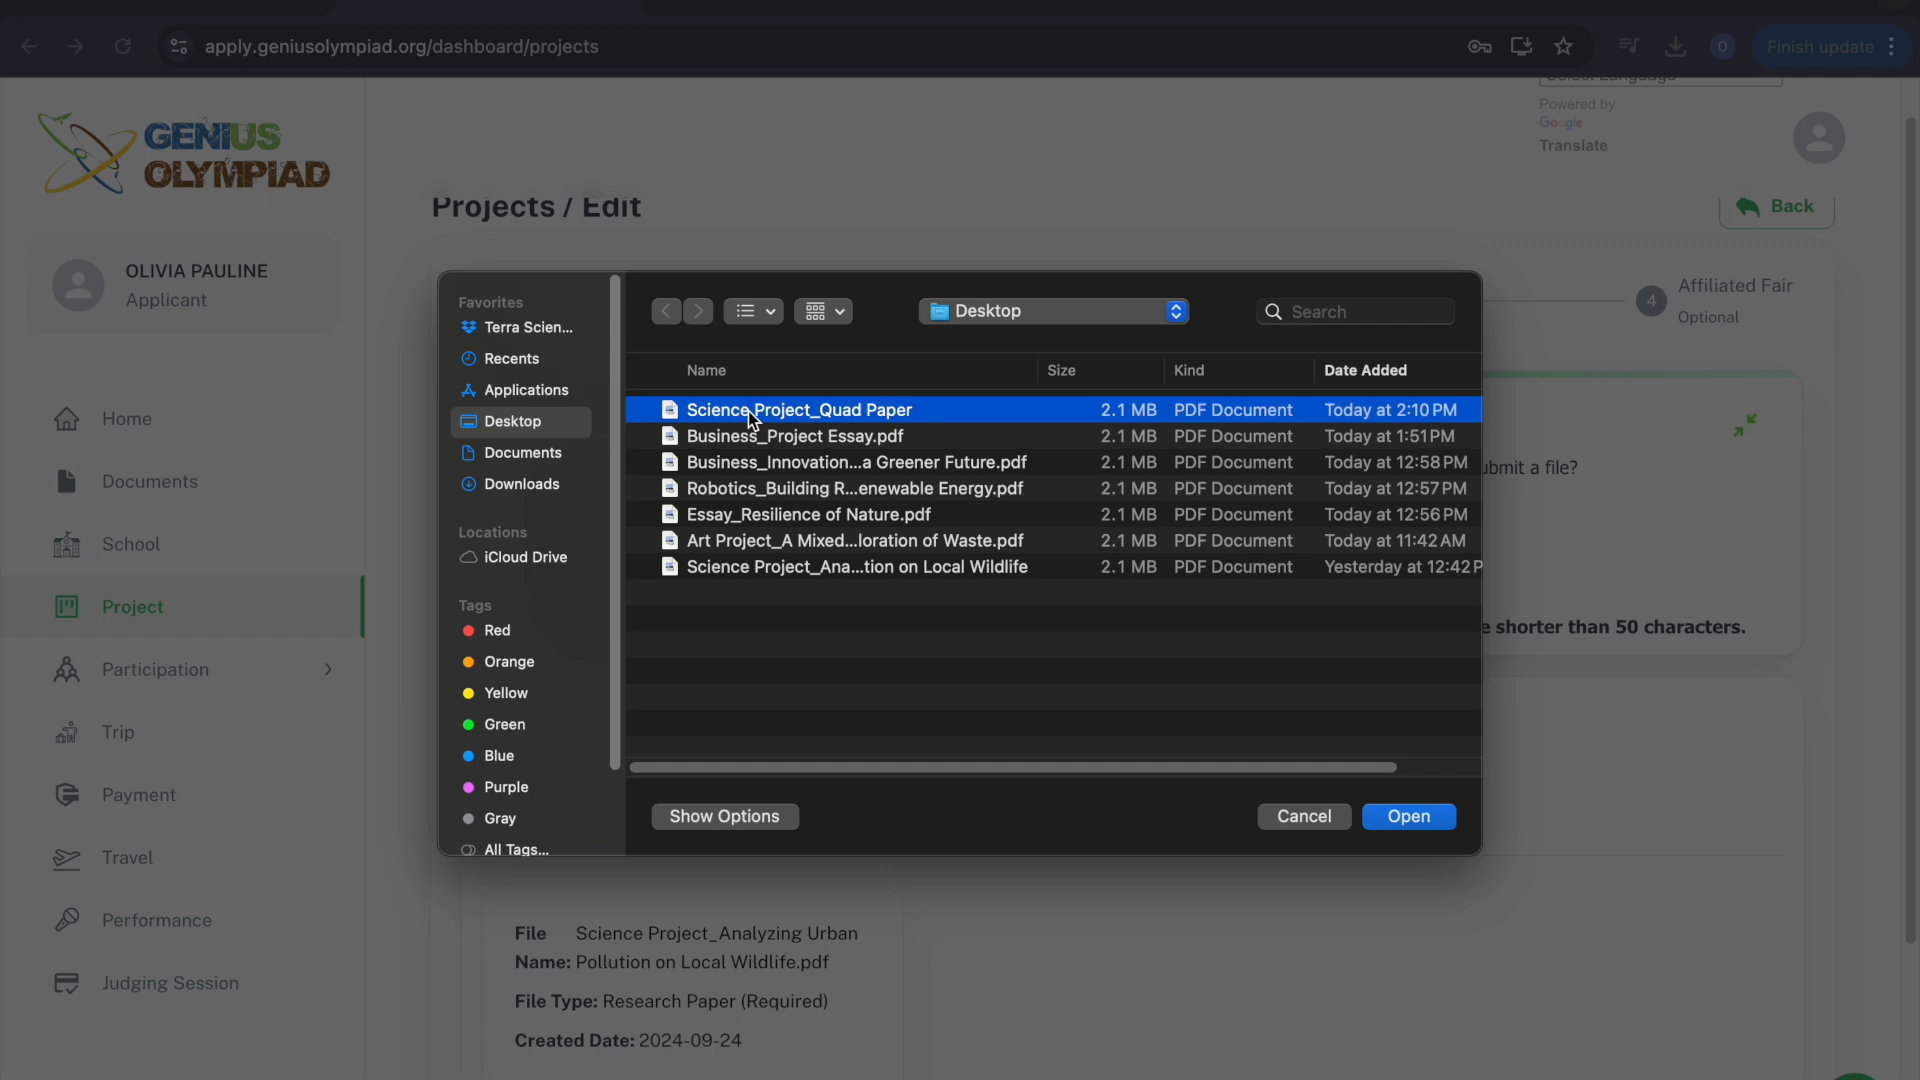 apply.geniusolympiad.org/dashboard/projects
O
Finish update
Select Language
Powered by
Google
Translate
GENIUS
OLYMPIAD
Projects / Edit
Back
OLIVIA PAULINE
Applicant
Home
Documents
School
Project
Participation
Trip
Payment
Travel
Performance
Judging Session
4
Affiliated Fair
Optional
ubmit a file?
e shorter than 50 characters.
Favorites
Terra Scien...
Recents
Applications
Desktop
Documents
Downloads
Locations
iCloud Drive
Tags
Red
Orange
Yellow
Green
Blue
Purple
Gray
All Tags...
Desktop
Search
Name Size Kind Date Added
Science Project_Quad Paper 2.1 MB PDF Document Today at 2:10 PM
Business_Project Essay.pdf 2.1 MB PDF Document Today at 1:51 PM
Business_Innovation...a Greener Future.pdf 2.1 MB PDF Document Today at 12:58 PM
Robotics_Building R...enewable Energy.pdf 2.1 MB PDF Document Today at 12:57 PM
Essay_Resilience of Nature.pdf 2.1 MB PDF Document Today at 12:56 PM
Art Project_A Mixed...loration of Waste.pdf 2.1 MB PDF Document Today at 11:42 AM
Science Project_Ana...tion on Local Wildlife 2.1 MB PDF Document Yesterday at 12:42 P
Show Options
Cancel
Open
File Science Project_Analyzing Urban
Name: Pollution on Local Wildlife.pdf
File Type: Research Paper (Required)
Created Date: 2024-09-24